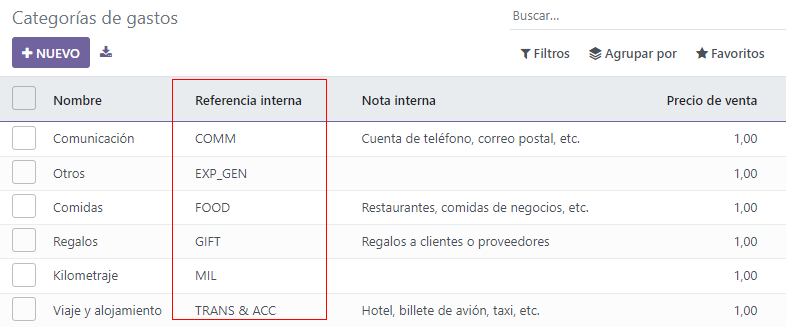 Categorías de gastos
Buscar...
+ NUEVO
Filtros Agrupar por Favoritos
Nombre Referencia interna Nota interna Precio de venta
Comunicación COMM Cuenta de teléfono, correo postal, etc. 1,00
Otros EXP_GEN 1,00
Comidas FOOD Restaurantes, comidas de negocios, etc. 1,00
Regalos GIFT Regalos a clientes o proveedores 1,00
Kilometraje MIL 1,00
Viaje y alojamiento TRANS & ACC Hotel, billete de avión, taxi, etc. 1,00